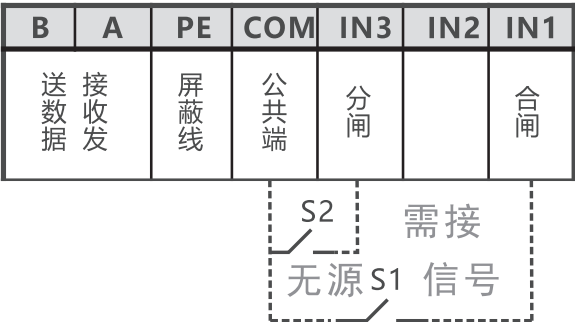 B A PE COM IN3 IN2 IN1
接收发
送数据
屏蔽线
公共端
分闸
合闸
S2
需接
无源 S1 信号